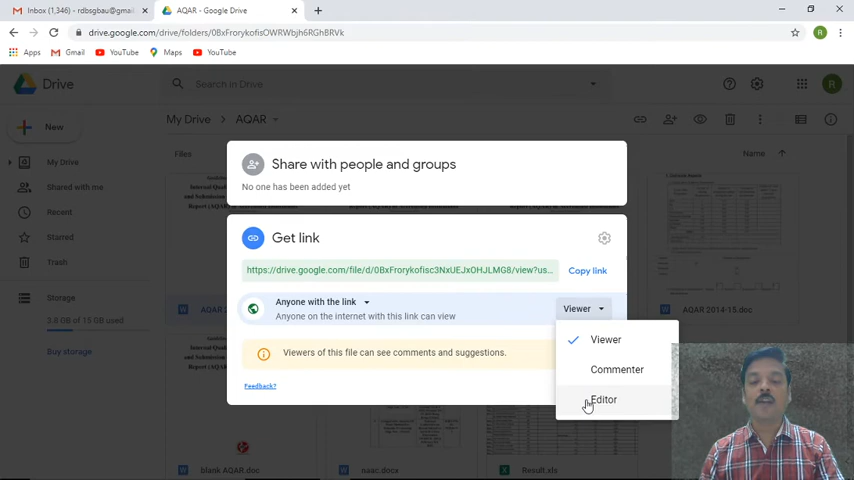 Inbox (1,346) - rdbsgbau@gmail
AQAR - Google Drive
drive.google.com/drive/folders/0BxFrorykofisOWRWbjh6RGhBRVk
R
Apps
Gmail
YouTube
Maps
YouTube
Drive
Search in Drive
R
New
My Drive
AQAR
My Drive
Shared with me
Recent
Starred
Trash
Storage
3.8 GB of 15 GB used
Buy storage
Files
Name
Share with people and groups
No one has been added yet
Get link
https://drive.google.com/file/d/0BxFrorykofisc3NxUEJxOHJLMG8/view?us...
Copy link
Anyone with the link
Anyone on the internet with this link can view
Viewer
Viewer
Commenter
Editor
Viewers of this file can see comments and suggestions.
Feedback?
AQAR 2
AQAR 2014-15.doc
blank AQAR.doc
naac.docx
Result.xls